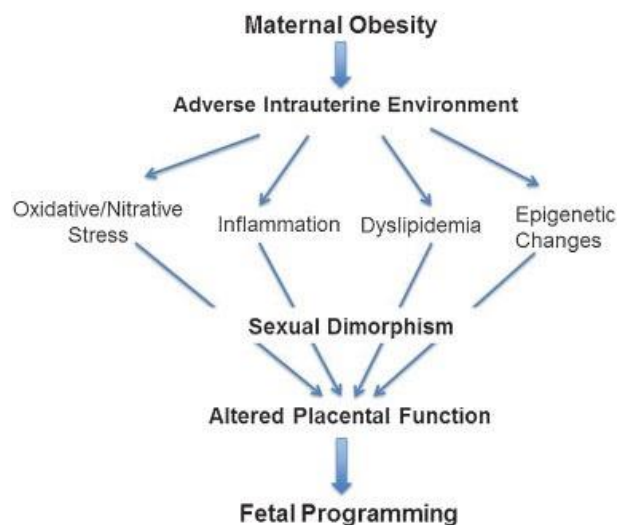 Maternal Obesity
Adverse Intrauterine Environment
Oxidative/Nitrative
Stress
Inflammation
Dyslipidemia
Epigenetic
Changes
Sexual Dimorphism
Altered Placental Function
Fetal Programming